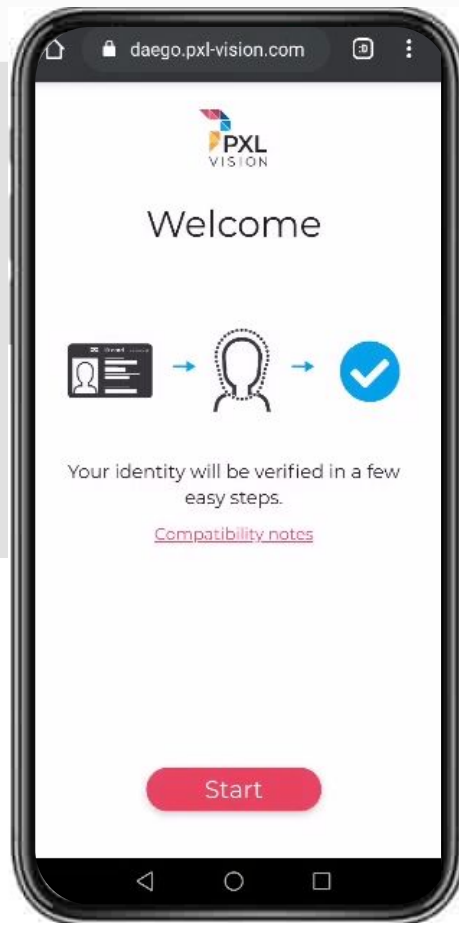 daego.pxl-vision.com
:D
PXL
VISION
Welcome
Your identity will be verified in a few
easy steps.
Compatibility notes
Start